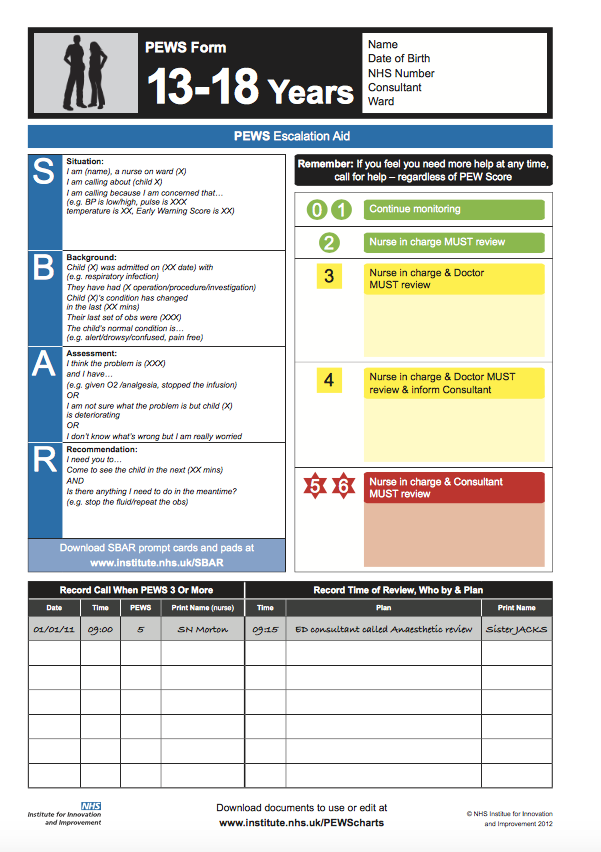 PEWS Form
13-18 Years
Name
Date of Birth
NHS Number
Consultant
Ward
PEWS Escalation Aid
S
Situation:
I am (name), a nurse on ward (X)
I am calling about (child X)
I am calling because I am concerned that…
(e.g. BP is low/high, pulse is XXX
temperature is XX, Early Warning Score is XX)
B
Background:
Child (X) was admitted on (XX date) with
(e.g. respiratory infection)
They have had (X operation/procedure/investigation)
Child (X)'s condition has changed
in the last (XX mins)
Their last set of obs were (XXX)
The child's normal condition is…
(e.g. alert/drowsy/confused, pain free)
A
Assessment:
I think the problem is (XXX)
and I have…
(e.g. given O2 /analgesia, stopped the infusion)
OR
I am not sure what the problem is but child (X)
is deteriorating
OR
I don't know what's wrong but I am really worried
R
Recommendation:
I need you to…
Come to see the child in the next (XX mins)
AND
Is there anything I need to do in the meantime?
(e.g. stop the fluid/repeat the obs)
Download SBAR prompt cards and pads at
www.institute.nhs.uk/SBAR
Remember: If you feel you need more help at any time,
call for help – regardless of PEW Score
0 1 Continue monitoring
2 Nurse in charge MUST review
3 Nurse in charge & Doctor
MUST review
4 Nurse in charge & Doctor MUST
review & inform Consultant
5 6 Nurse in charge & Consultant
MUST review
Record Call When PEWS 3 Or More Record Time of Review, Who by & Plan
Date Time PEWS Print Name (nurse) Time Plan Print Name
01/01/11 09:00 5 SN Morton 09:15 ED consultant called Anaesthetic review Sister JACKS
NHS
Institute for Innovation
and Improvement
Download documents to use or edit at
www.institute.nhs.uk/PEWScharts
© NHS Institue for Innovation
and Improvement 2012